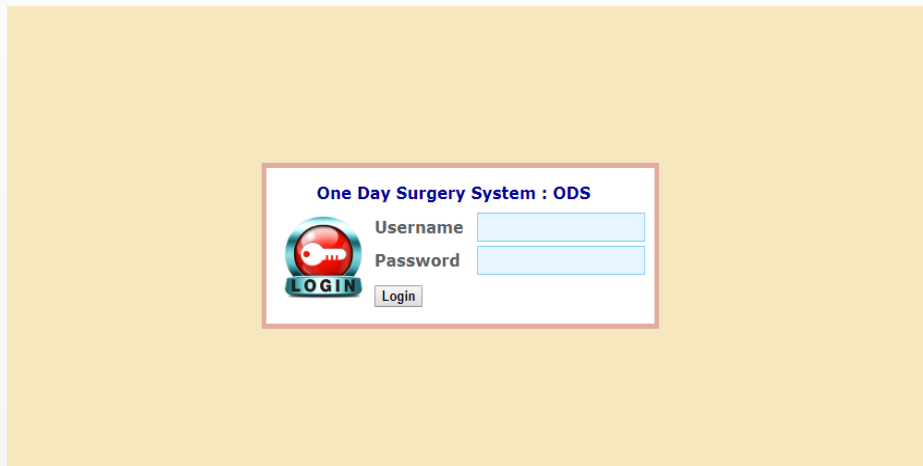 One Day Surgery System : ODS
Username
Password
LOGIN
Login